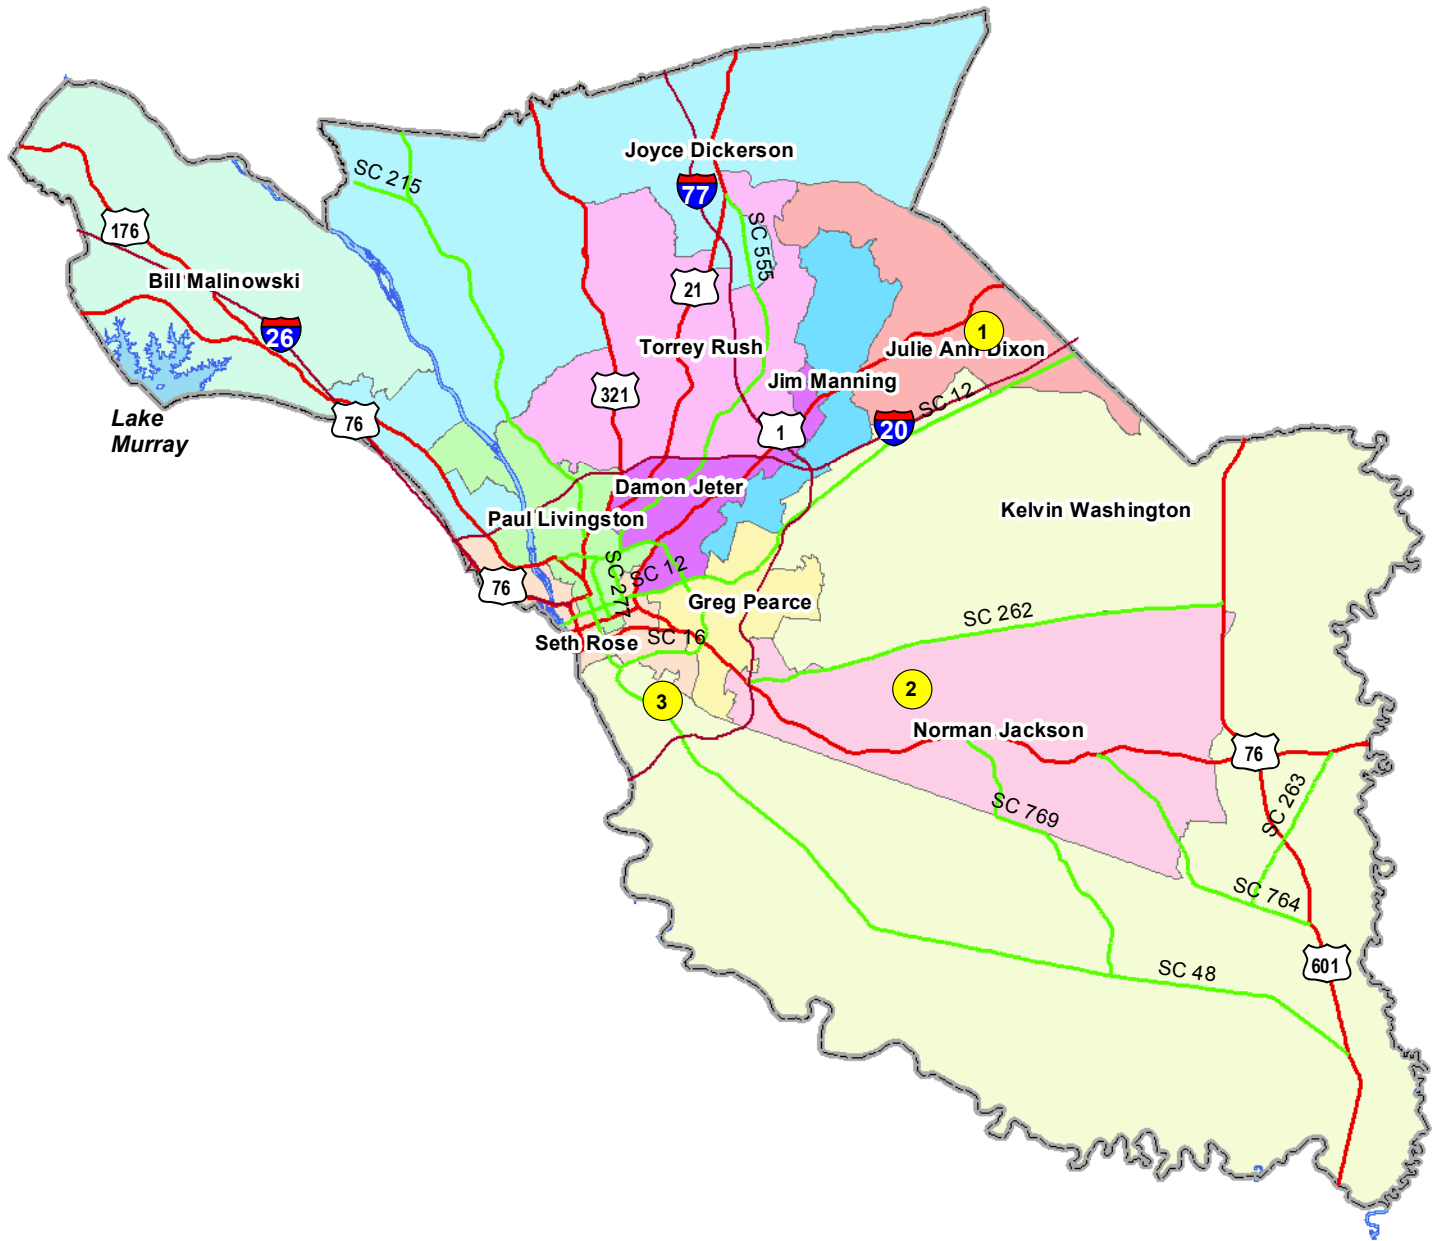 Joyce Dickerson
SC 215
77
176
SC 555
Bill Malinowski
21
26
1
Torrey Rush
Julie Ann Dixon
Jim Manning
321
SC 12
Lake
Murray
76
1
20
Damon Jeter
Kelvin Washington
Paul Livingston
SC 277
SC 12
76
Greg Pearce
SC 262
Seth Rose
SC 16
2
3
Norman Jackson
76
SC 769
SC 263
SC 764
601
SC 48